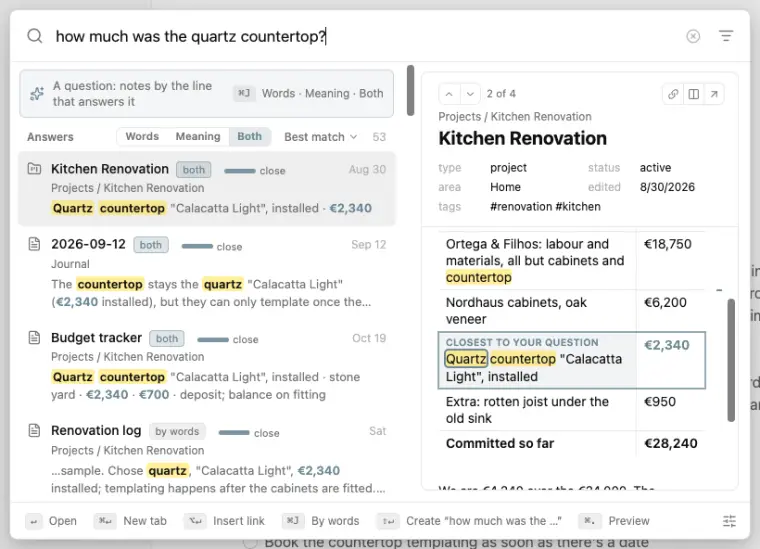 how much was the quartz countertop?
A question: notes by the line
that answers it
⌘J Words · Meaning · Both
Answers
Words Meaning Both
Best match
53
Kitchen Renovation both close Aug 30
Projects / Kitchen Renovation
Quartz countertop "Calacatta Light", installed · €2,340
2026-09-12 both close Sep 12
Journal
The countertop stays the quartz "Calacatta Light"
(€2,340 installed), but they can only template once the…
Budget tracker both close Oct 19
Projects / Kitchen Renovation
Quartz countertop "Calacatta Light", installed · stone
yard · €2,340 · €700 · deposit; balance on fitting
Renovation log by words close Sat
Projects / Kitchen Renovation
…sample. Chose quartz, "Calacatta Light", €2,340
installed; templating happens after the cabinets are fitted.…
2 of 4
Projects / Kitchen Renovation
Kitchen Renovation
type project status active
area Home edited 8/30/2026
tags #renovation #kitchen
Ortega & Filhos: labour and €18,750
materials, all but cabinets and
countertop
Nordhaus cabinets, oak €6,200
veneer
CLOSEST TO YOUR QUESTION €2,340
Quartz countertop "Calacatta
Light", installed
Extra: rotten joist under the €950
old sink
Committed so far €28,240
↵ Open ⌘↵ New tab ⌥↵ Insert link ⌘J By words ⇧↵ Create "how much was the …" ⌘. Preview
Book the countertop templating as soon as there's a date